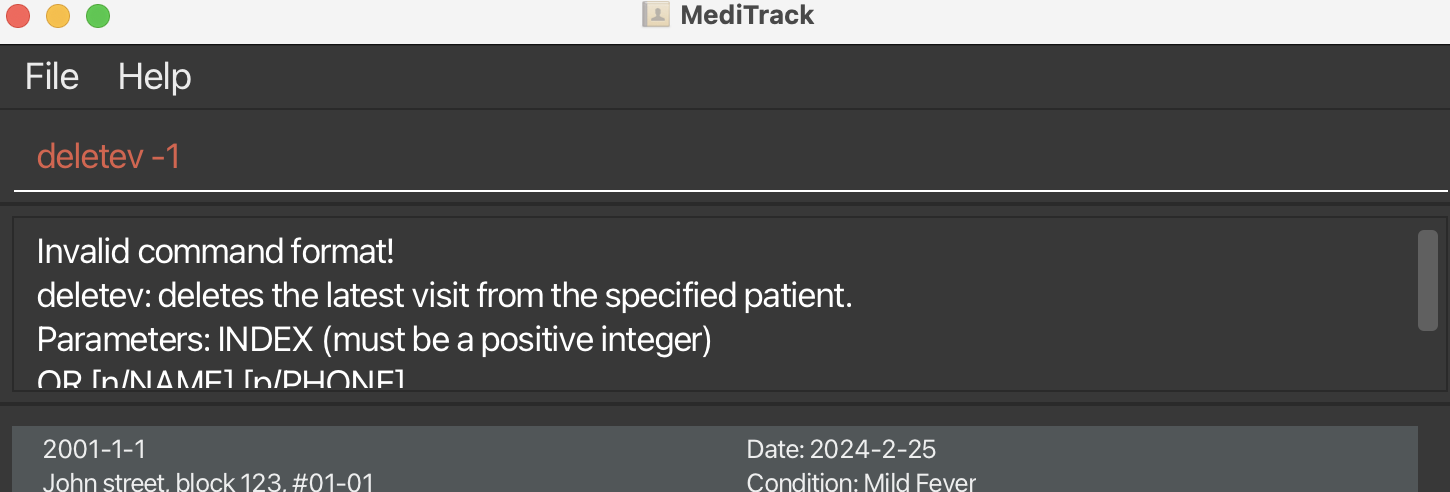 MediTrack
File Help
deletev -1
Invalid command format!
deletev: deletes the latest visit from the specified patient.
Parameters: INDEX (must be a positive integer)
OR [n/NAME] [p/PHONE]
2001-1-1 Date: 2024-2-25
John street, block 123, #01-01 Condition: Mild Fever